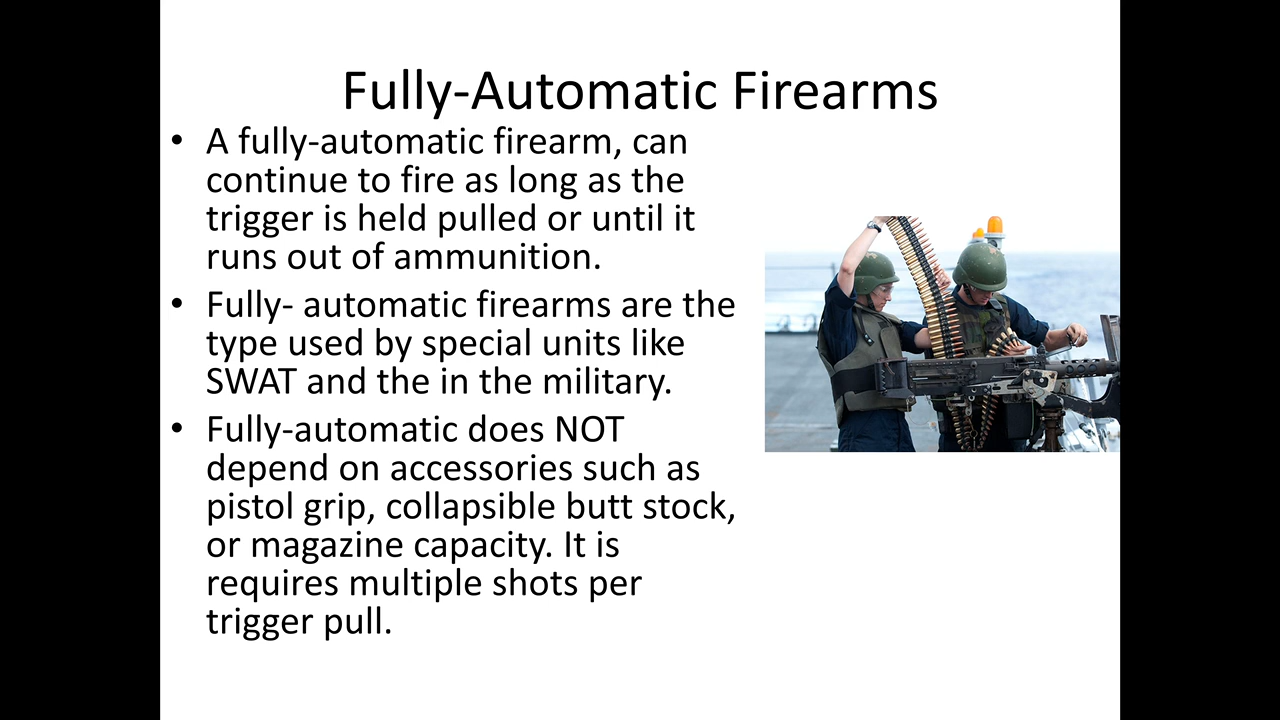 Fully-Automatic Firearms
• A fully-automatic firearm, can
continue to fire as long as the
trigger is held pulled or until it
runs out of ammunition.
• Fully- automatic firearms are the
type used by special units like
SWAT and the in the military.
• Fully-automatic does NOT
depend on accessories such as
pistol grip, collapsible butt stock,
or magazine capacity. It is
requires multiple shots per
trigger pull.